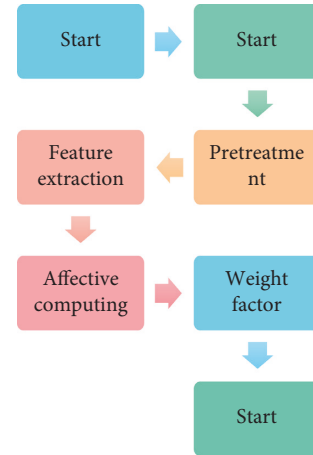 Start
Start
Feature
extraction
Pretreatme
nt
Affective
computing
Weight
factor
Start